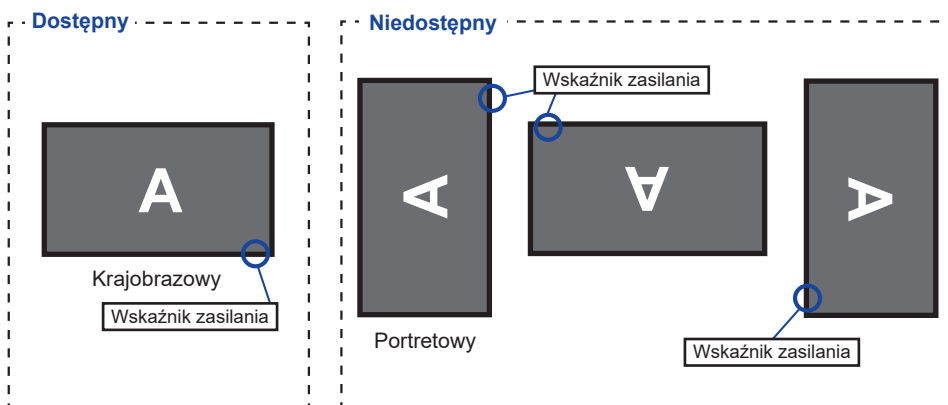 Dostępny
A
Krajobrazowy
Wskaźnik zasilania
Niedostępny
Wskaźnik zasilania
A
A
A
Portretowy
Wskaźnik zasilania